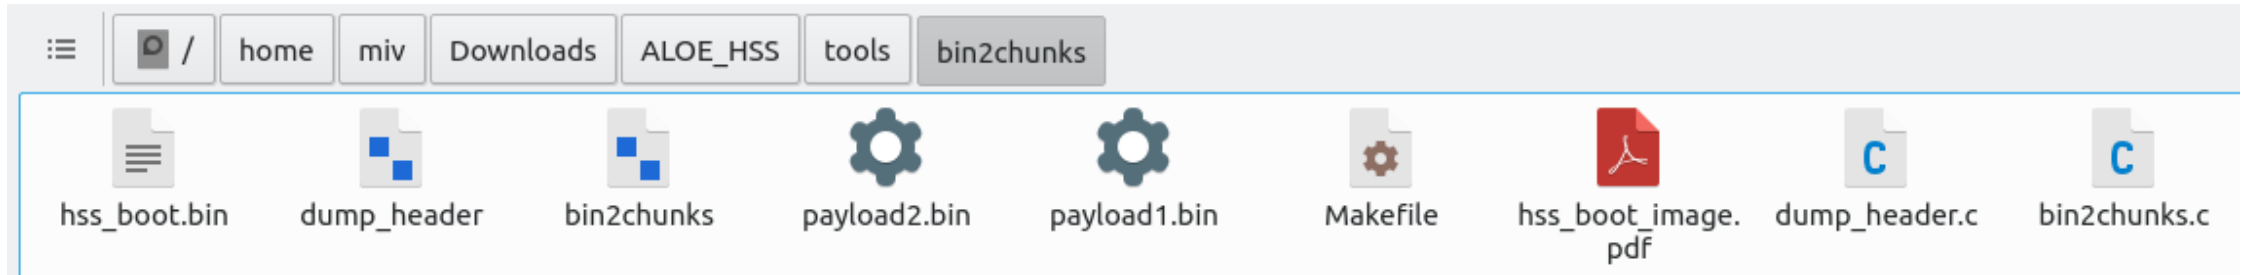 / home miv Downloads ALOE_HSS tools bin2chunks
hss_boot.bin dump_header bin2chunks payload2.bin payload1.bin Makefile hss_boot_image. dump_header.c bin2chunks.c
pdf